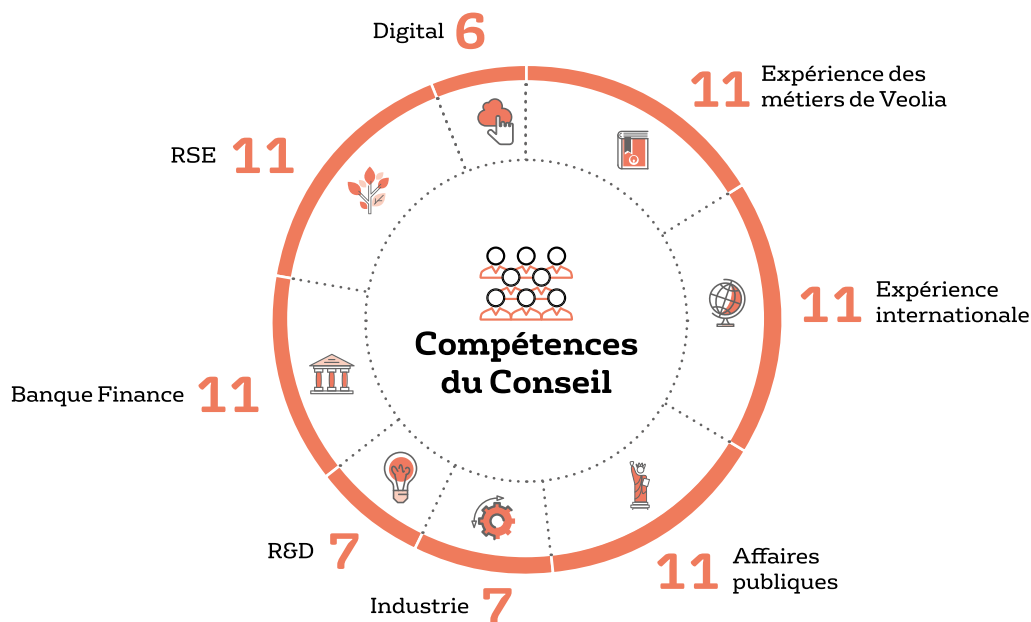 Digital 6
11 Expérience des
métiers de Veolia
RSE 11
11 Expérience
internationale
Compétences
du Conseil
Banque Finance 11
R&D 7
11 Affaires
publiques
Industrie 7